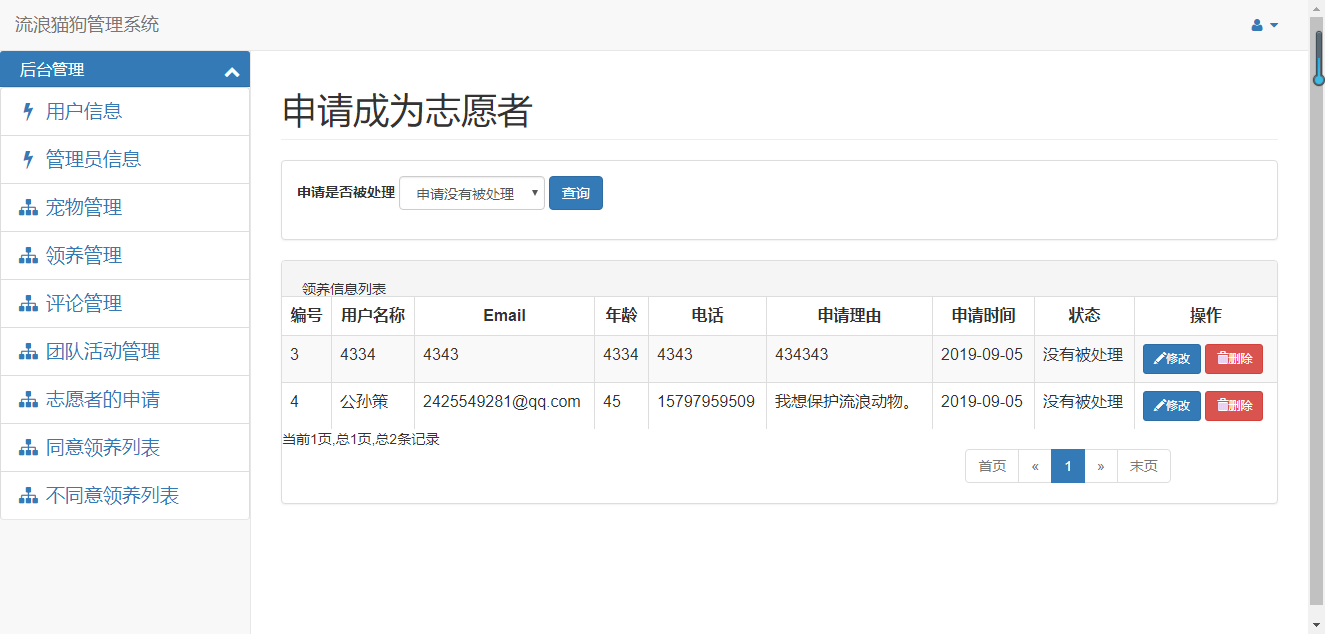 流浪猫狗管理系统
后台管理
用户信息
管理员信息
宠物管理
领养管理
评论管理
团队活动管理
志愿者的申请
同意领养列表
不同意领养列表
申请成为志愿者
申请是否被处理 申请没有被处理 查询
领养信息列表
编号 用户名称 Email 年龄 电话 申请理由 申请时间 状态 操作
3 4334 4343 4334 4343 434343 2019-09-05 没有被处理 修改 删除
4 公孙策 2425549281@qq.com 45 15797959509 我想保护流浪动物。 2019-09-05 没有被处理 修改 删除
当前1页,总1页,总2条记录
首页 « 1 » 末页